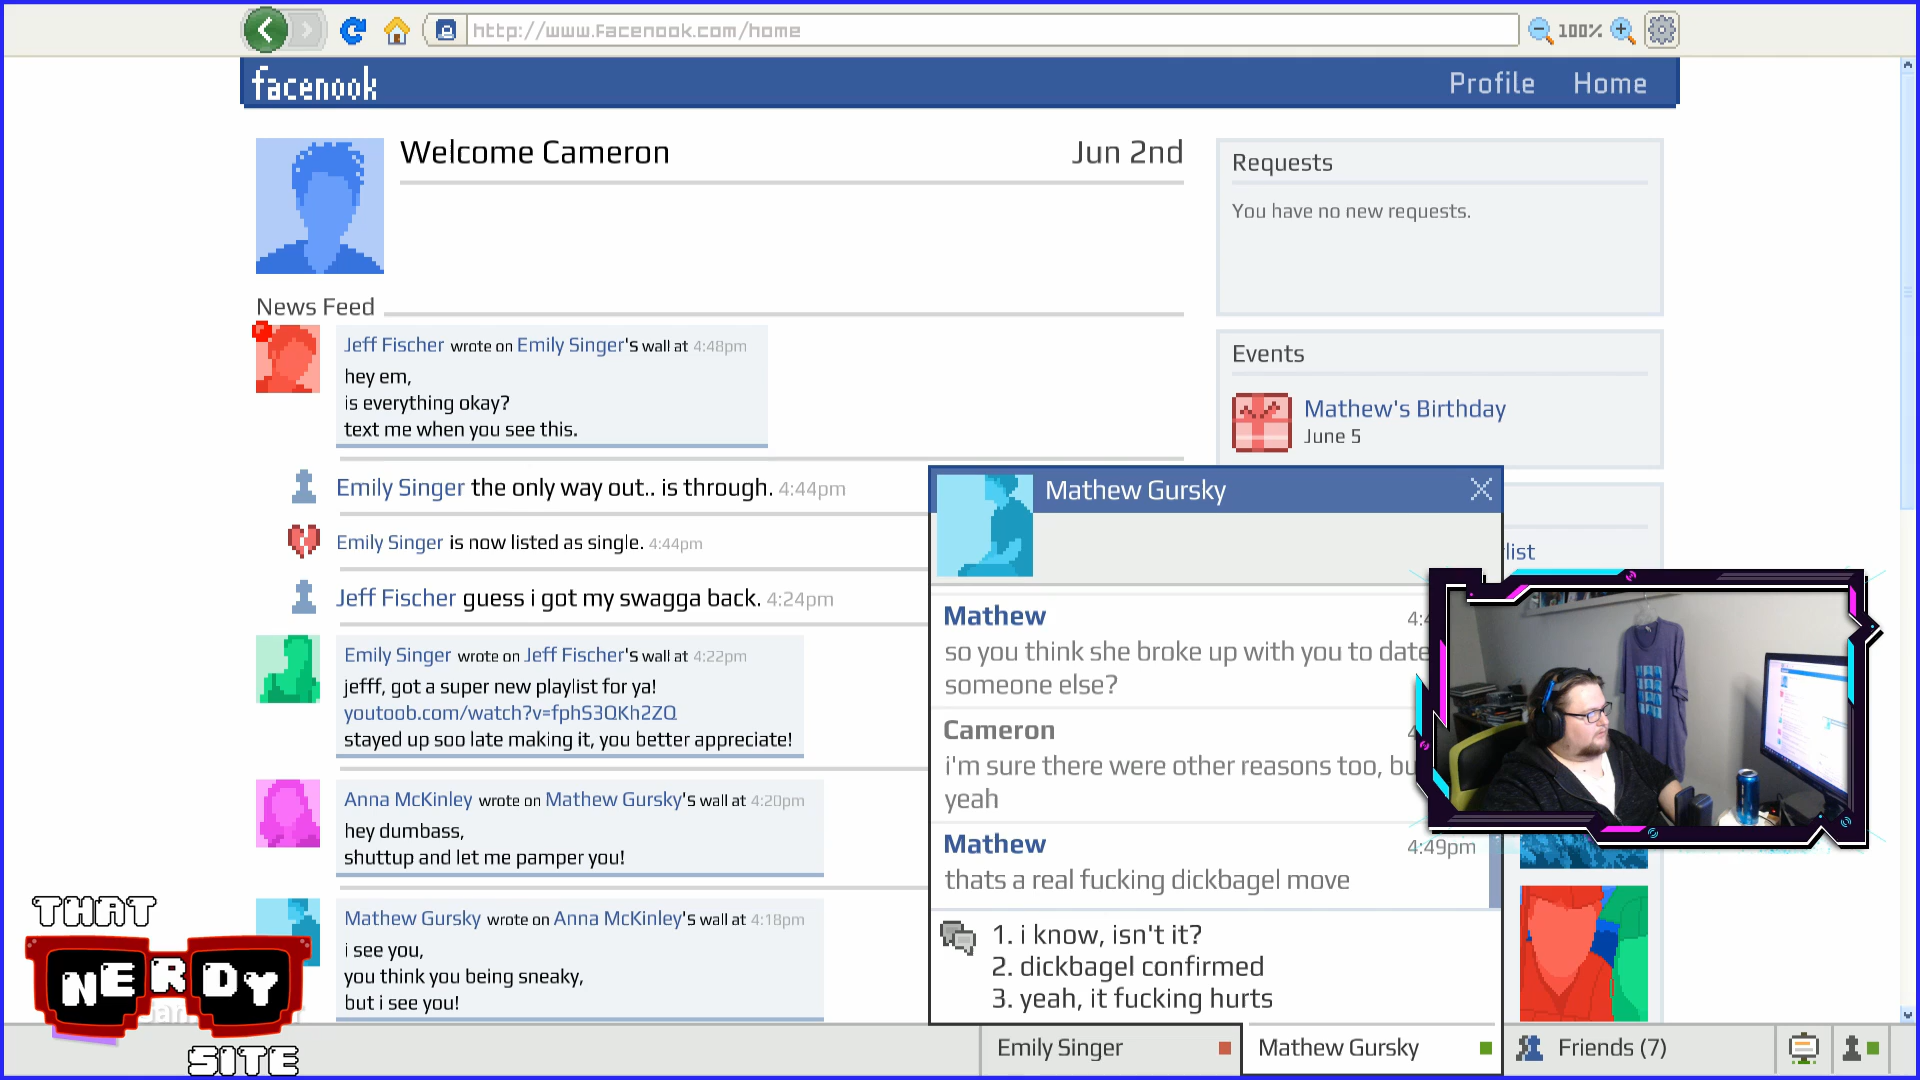 http://www.facenook.com/home
100%
facenook
Profile
Home
Welcome Cameron
Jun 2nd
Requests
You have no new requests.
Events
Mathew's Birthday
June 5
News Feed
Jeff Fischer wrote on Emily Singer's wall at 4:48pm
hey em,
is everything okay?
text me when you see this.
Emily Singer the only way out.. is through. 4:44pm
Emily Singer is now listed as single. 4:44pm
Jeff Fischer guess i got my swagga back. 4:24pm
Emily Singer wrote on Jeff Fischer's wall at 4:22pm
jefff, got a super new playlist for ya!
youtoob.com/watch?v=fphS3QKh2ZQ
stayed up soo late making it, you better appreciate!
Anna McKinley wrote on Mathew Gursky's wall at 4:20pm
hey dumbass,
shuttup and let me pamper you!
Mathew Gursky wrote on Anna McKinley's wall at 4:18pm
i see you,
you think you being sneaky,
but i see you!
Mathew Gursky
Mathew
so you think she broke up with you to date
someone else?
Cameron
i'm sure there were other reasons too, bu
yeah
Mathew 4:49pm
thats a real fucking dickbagel move
1. i know, isn't it?
2. dickbagel confirmed
3. yeah, it fucking hurts
list
THAT
NERDY
SITE
Emily Singer
Mathew Gursky
Friends (7)